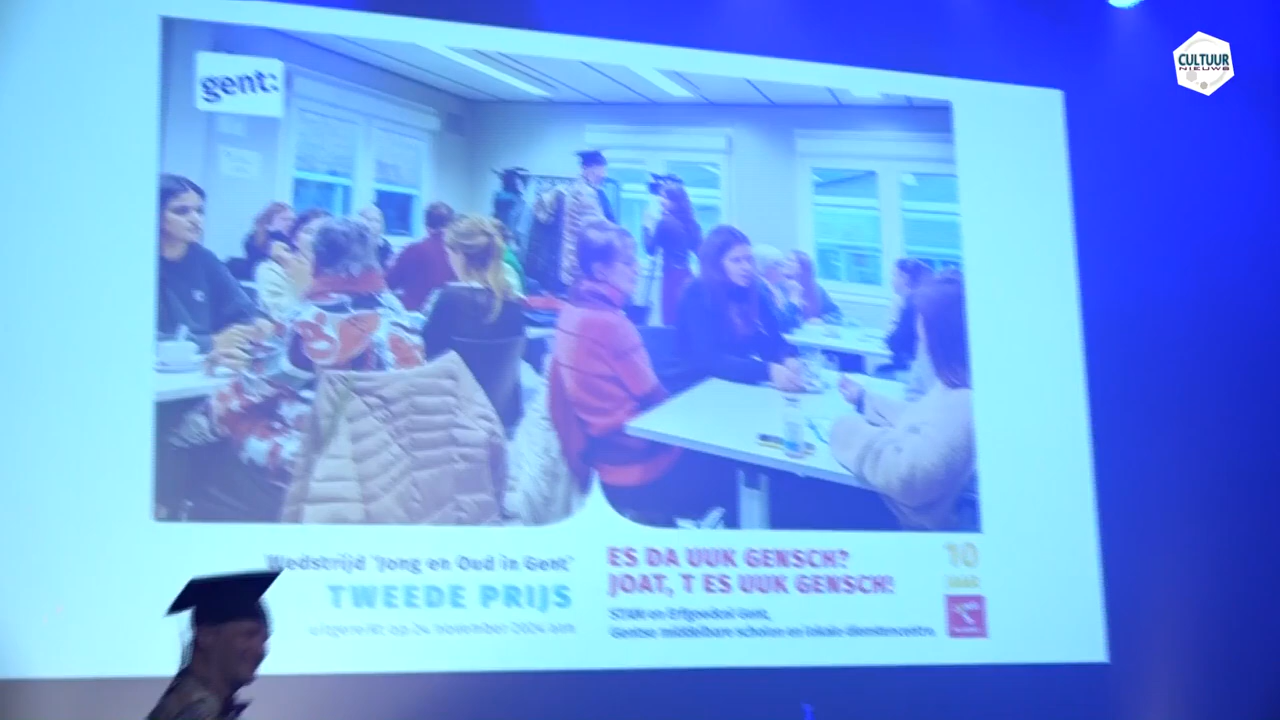 CULTUUR
NIEUWS
gent:
Wedstrijd 'Jong en Oud in Gent'
TWEEDE PRIJS
uitgereikt op 24 november 2024 aan
ES DA UUK GENSCH?
JOAT, T ES UUK GENSCH!
STAM en Erfgoedcel Gent,
Gentse middelbare scholen en lokale dienstencentra
10
JAAR